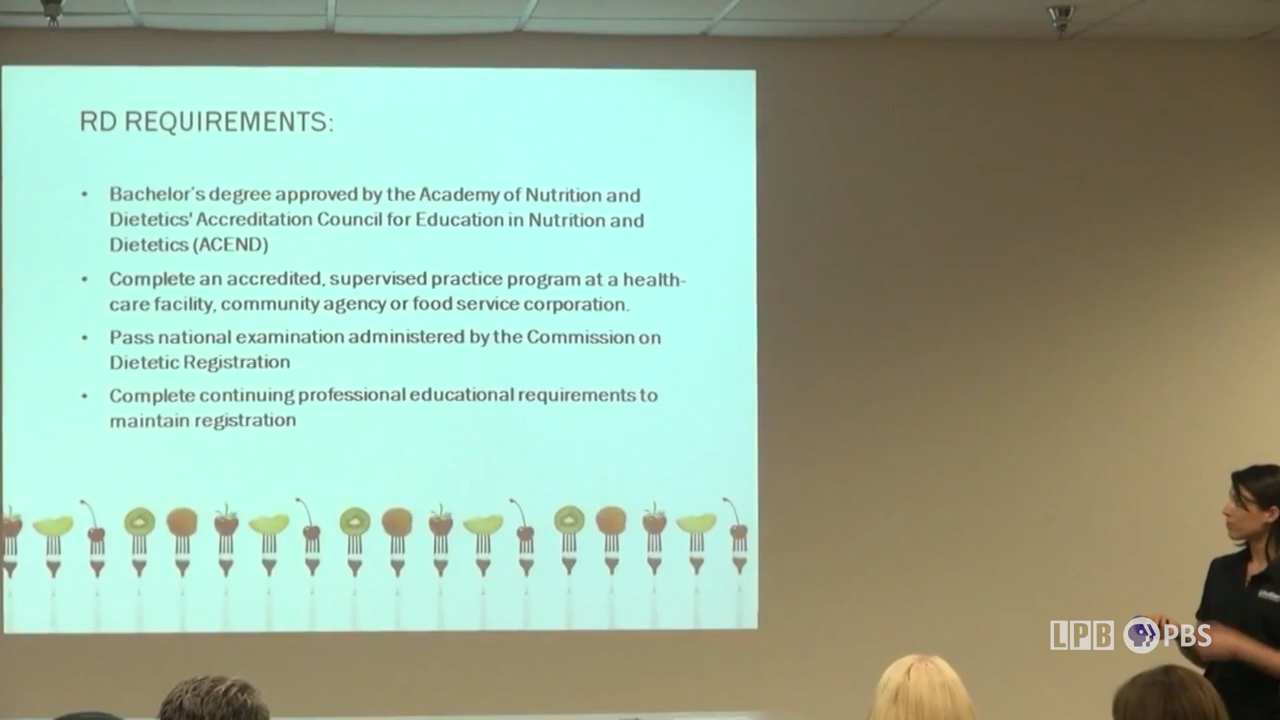 RD REQUIREMENTS:
• Bachelor's degree approved by the Academy of Nutrition and
Dietetics' Accreditation Council for Education in Nutrition and
Dietetics (ACEND)
• Complete an accredited, supervised practice program at a health-
care facility, community agency or food service corporation.
• Pass national examination administered by the Commission on
Dietetic Registration
• Complete continuing professional educational requirements to
maintain registration
LPB PBS